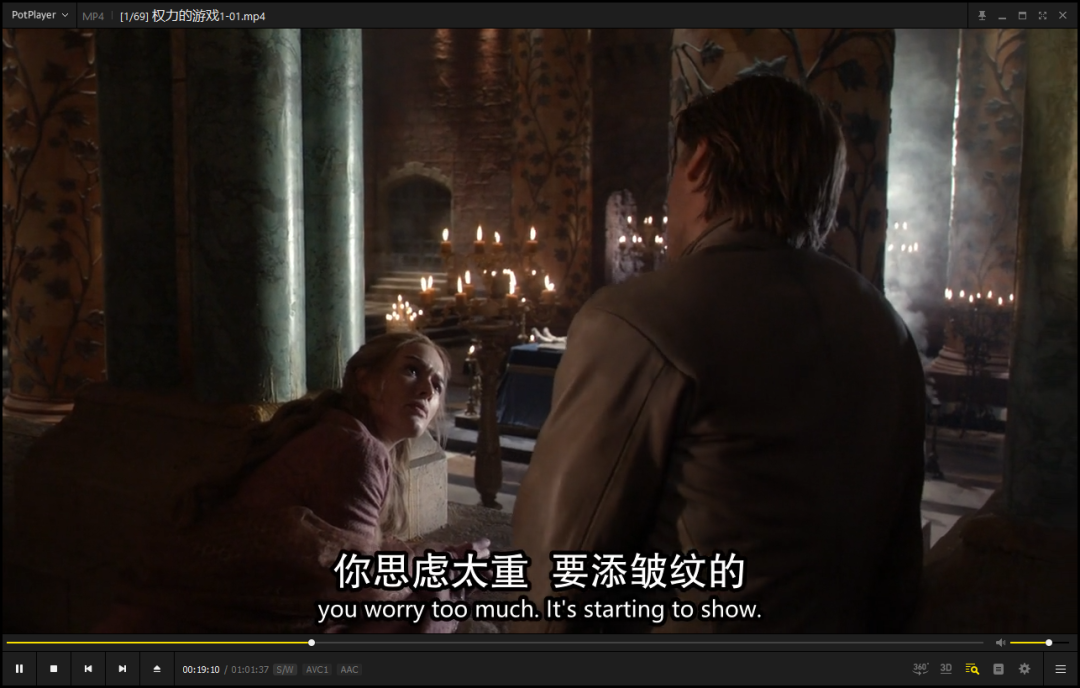 PotPlayer
MP4
[1/69] 权力的游戏1-01.mp4
你思虑太重 要添皱纹的
you worry too much. It's starting to show.
00:19:10 / 01:01:37 S/W AVC1 AAC
360° 3D